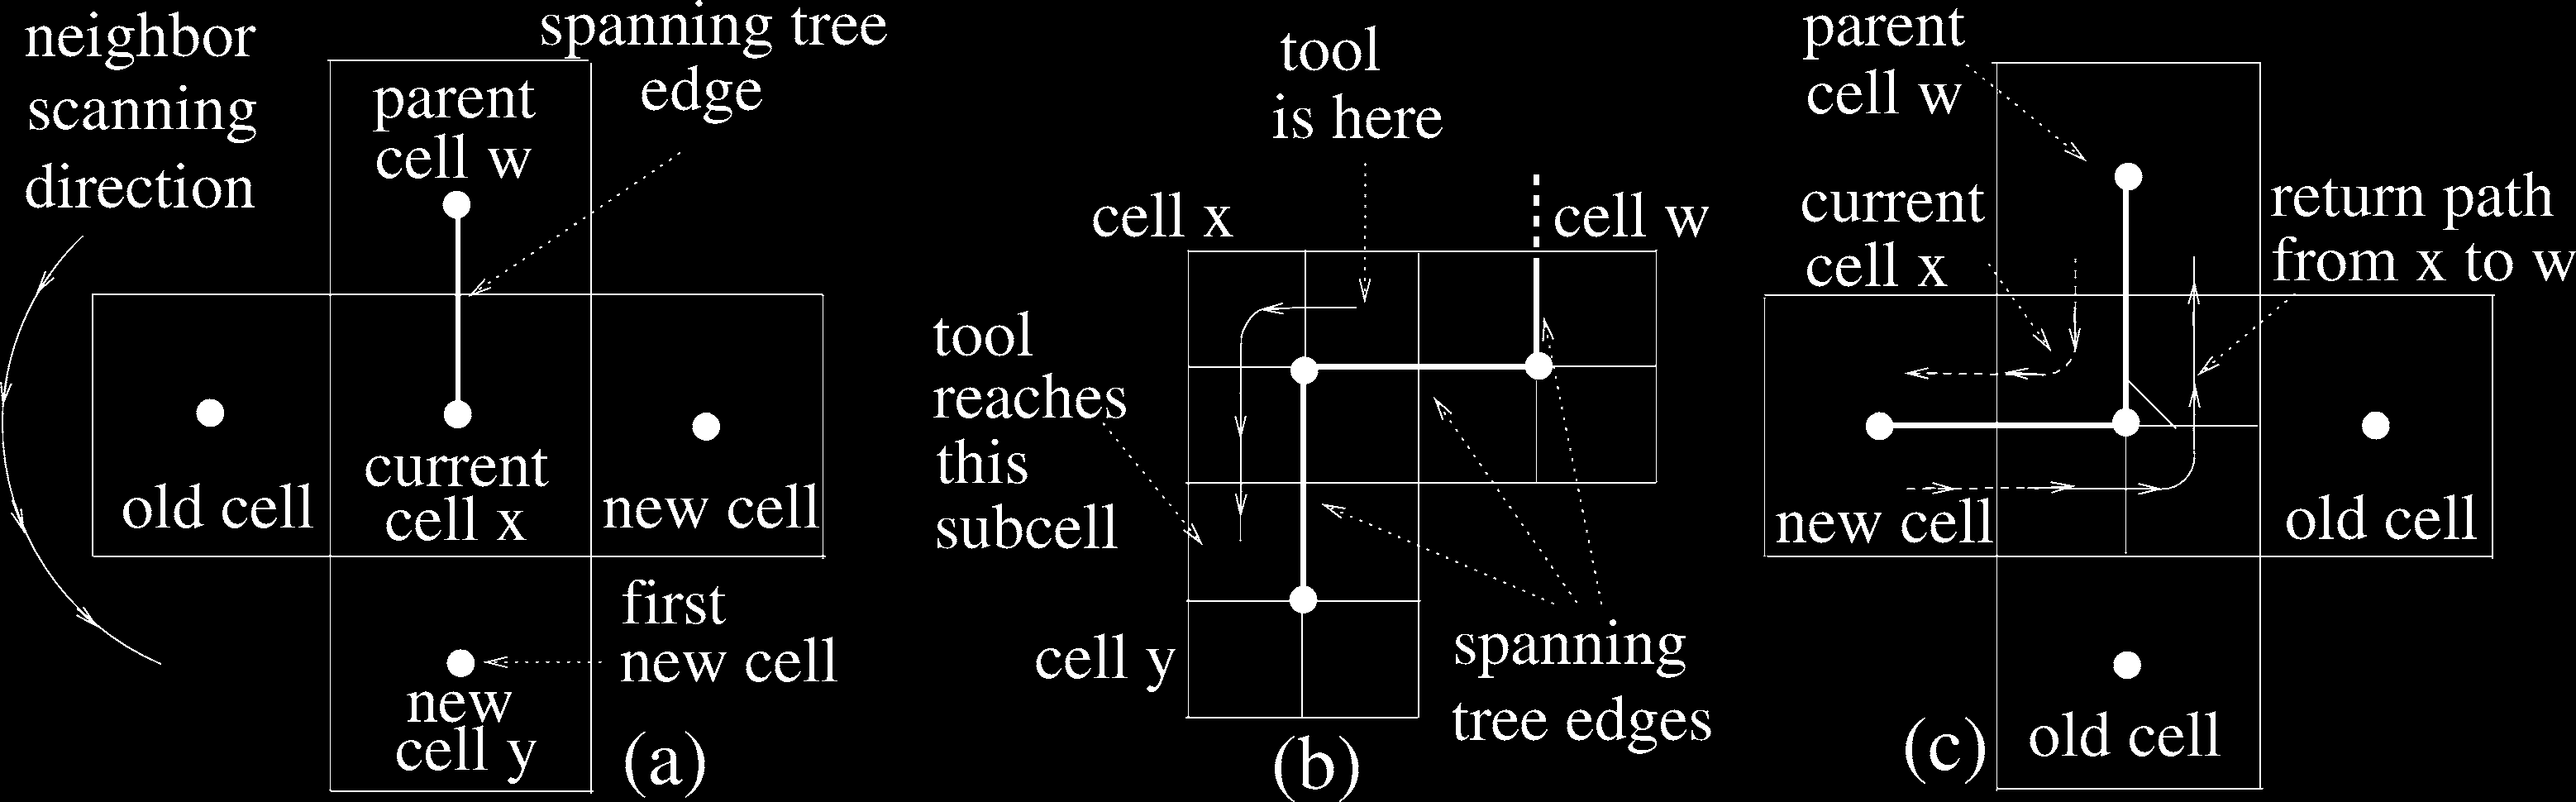 neighbor
scanning
direction
spanning tree
edge
parent
cell w
old cell
current
cell x
new cell
first
new cell
new
cell y
(a)
tool
is here
cell x
cell w
tool
reaches
this
subcell
cell y
spanning
tree edges
(b)
parent
cell w
current
cell x
return path
from x to w
new cell
old cell
old cell
(c)